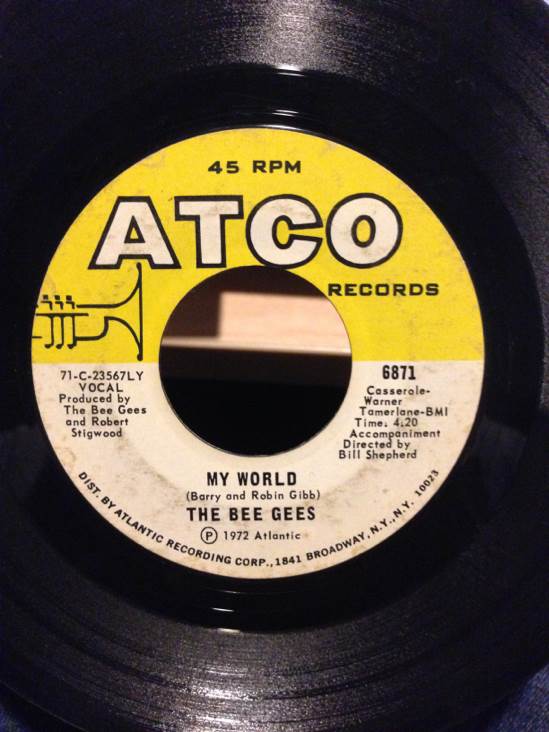 45 RPM
ATCO
RECORDS
71-C-23567LY
VOCAL
Produced by
The Bee Gees
and Robert
Stigwood
6871
Casserole-
Warner
Tamerlane-BMI
Time: 4:20
Accompaniment
Directed by
Bill Shepherd
MY WORLD
(Barry and Robin Gibb)
THE BEE GEES
Ⓟ 1972 Atlantic
DIST. BY ATLANTIC RECORDING CORP., 1841 BROADWAY, N.Y., N.Y. 10023